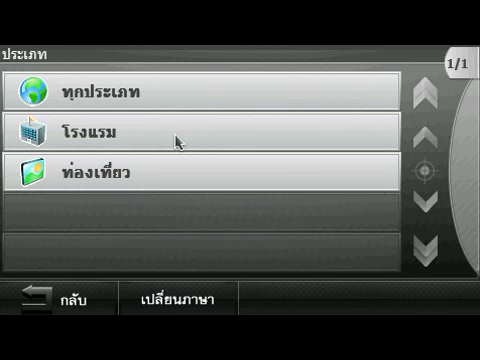 ประเภท
1/1
ทุกประเภท
โรงแรม
ท่องเที่ยว
กลับ
เปลี่ยนภาษา